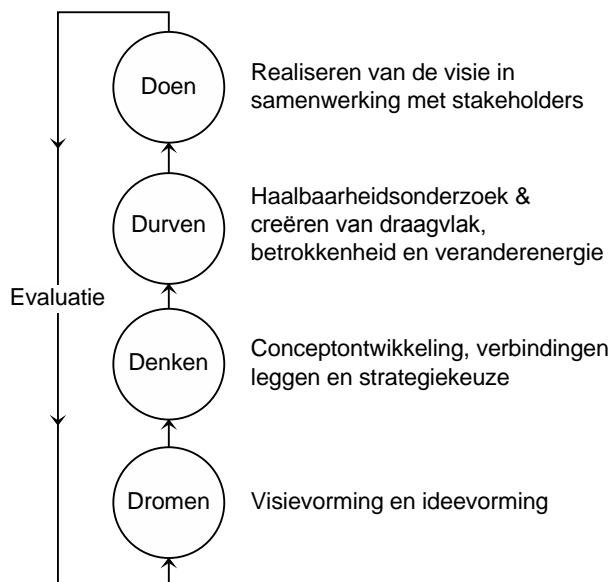 Doen
Realiseren van de visie in
samenwerking met stakeholders
Durven
Haalbaarheidsonderzoek &
creëren van draagvlak,
betrokkenheid en veranderenergie
Evaluatie
Denken
Conceptontwikkeling, verbindingen
leggen en strategiekeuze
Dromen
Visievorming en ideevorming